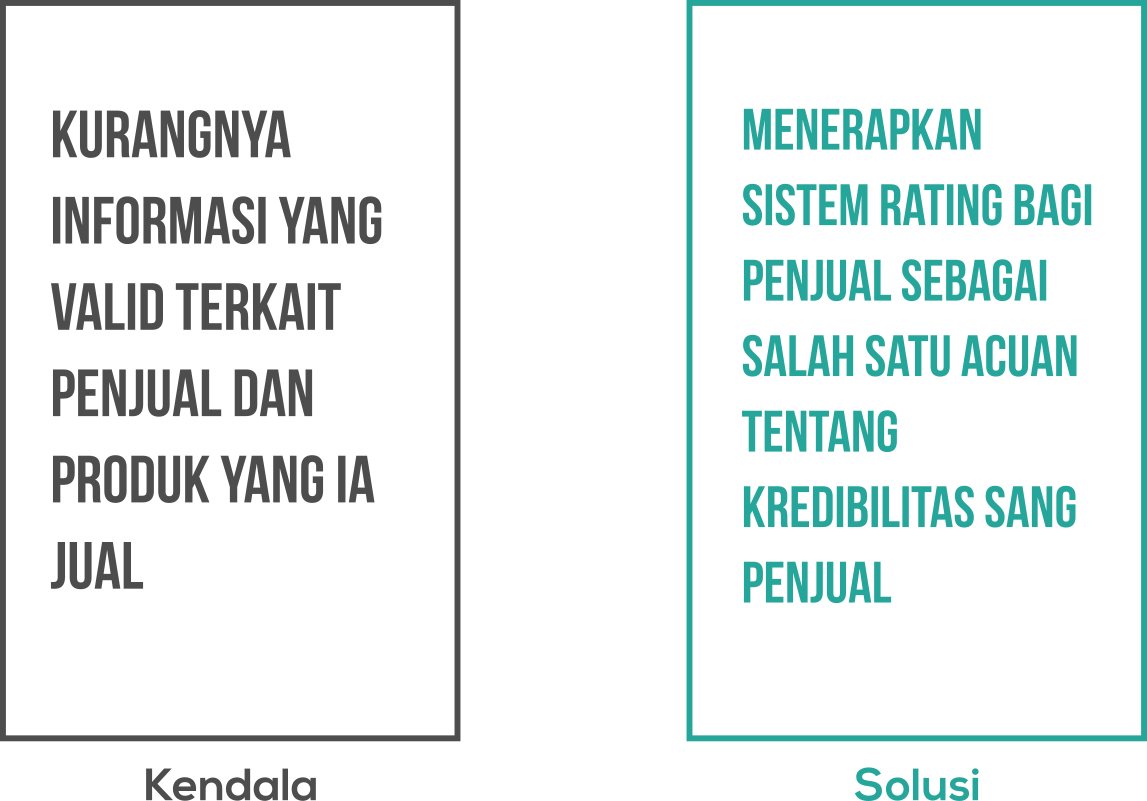 KURANGNYA
INFORMASI YANG
VALID TERKAIT
PENJUAL DAN
PRODUK YANG IA
JUAL
Kendala
MENERAPKAN
SISTEM RATING BAGI
PENJUAL SEBAGAI
SALAH SATU ACUAN
TENTANG
KREDIBILITAS SANG
PENJUAL
Solusi